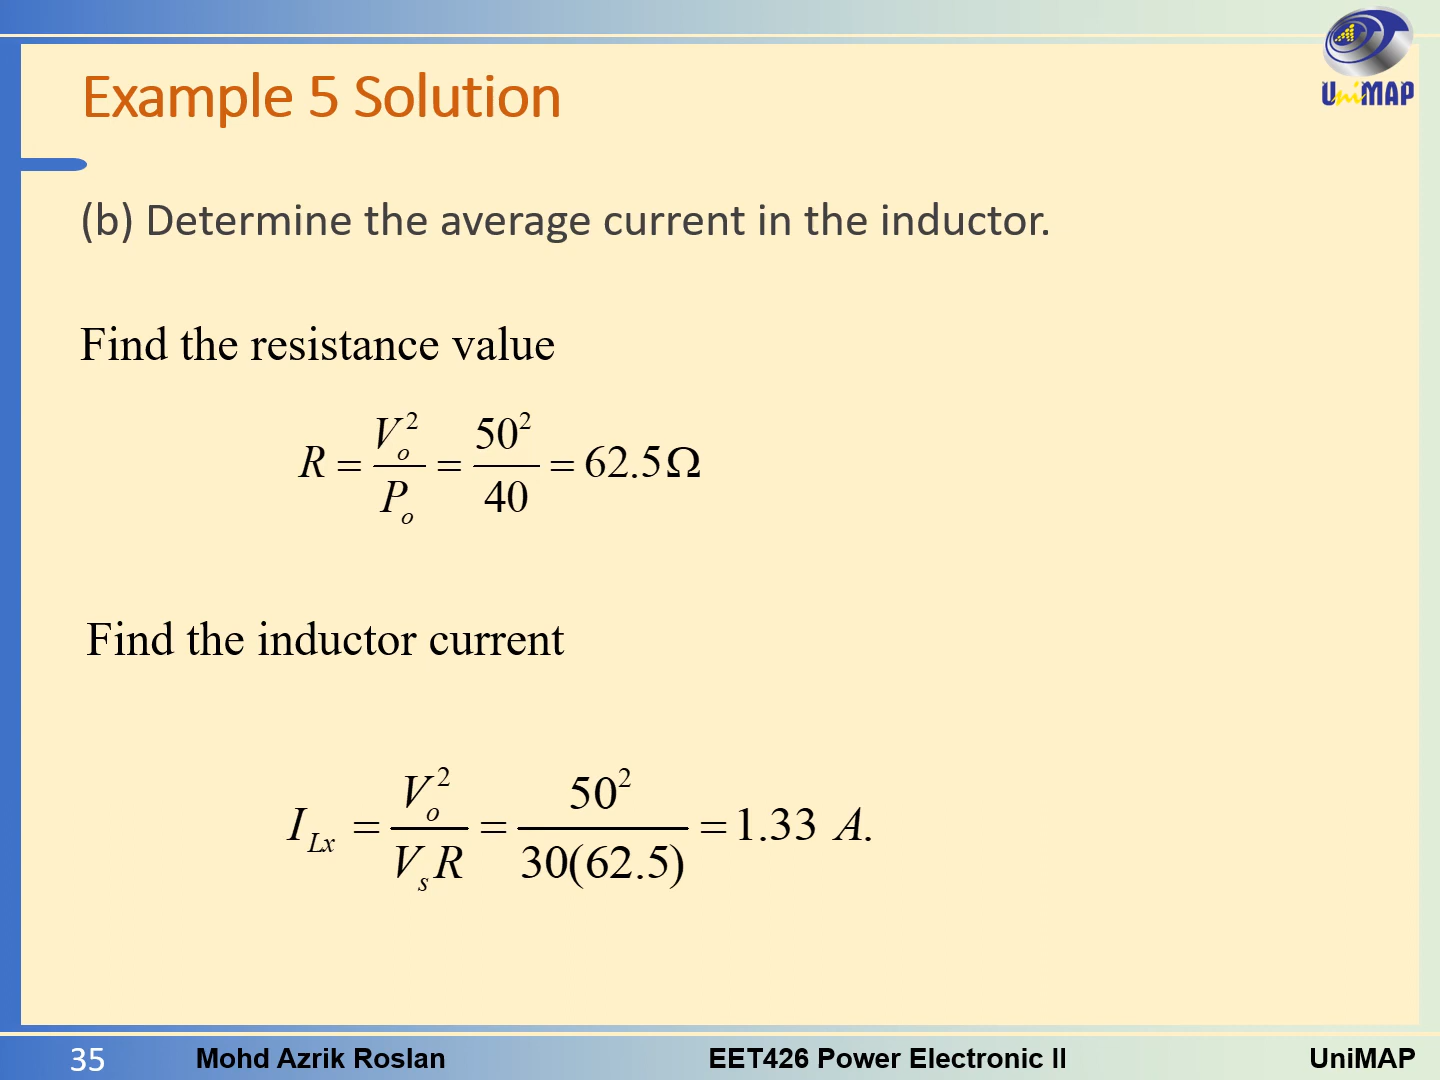 UniMAP
Example 5 Solution
(b) Determine the average current in the inductor.
Find the resistance value
R = V_o^2 / P_o = 50^2 / 40 = 62.5Ω
Find the inductor current
I_Lx = V_o^2 / V_s R = 50^2 / 30(62.5) = 1.33 A.
35 Mohd Azrik Roslan EET426 Power Electronic II UniMAP